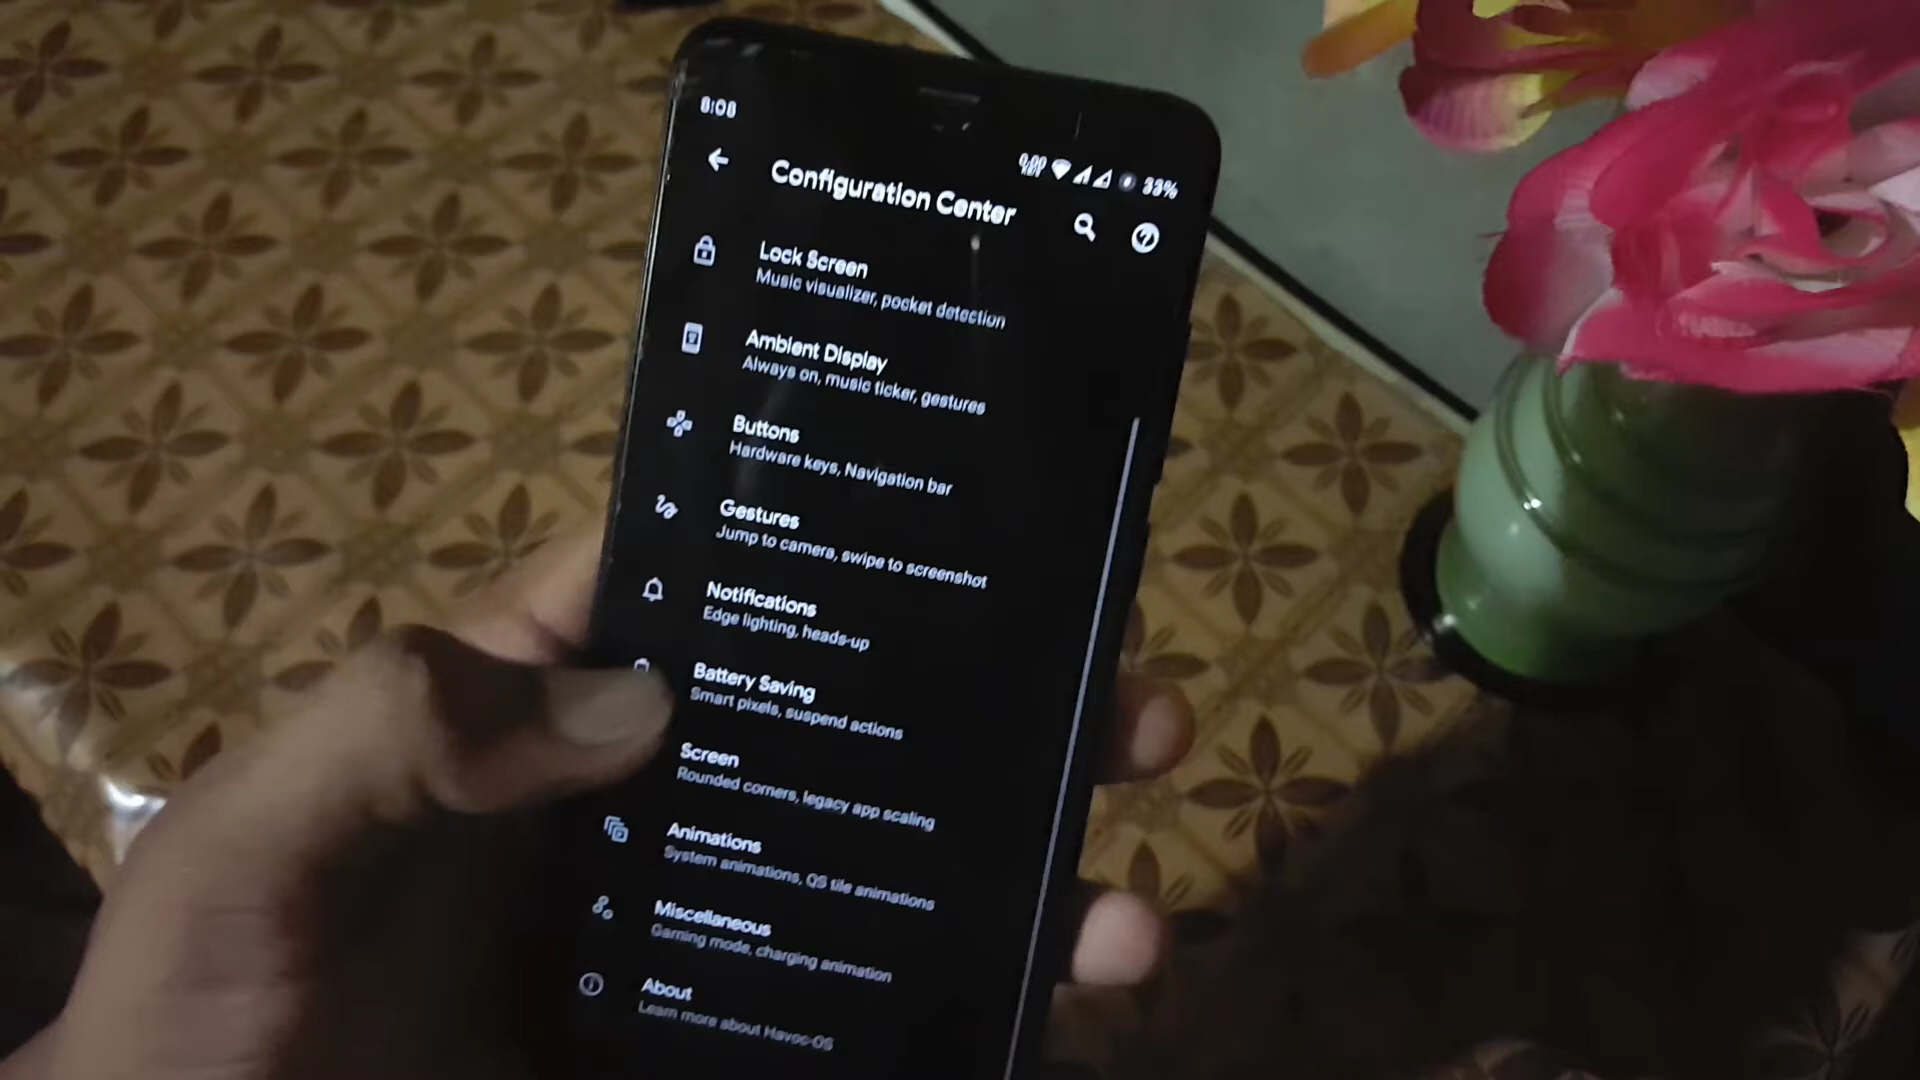 8:08
33%
Configuration Center
Lock Screen
Music visualizer, pocket detection
Ambient Display
Always on, music ticker, gestures
Buttons
Hardware keys, Navigation bar
Gestures
Jump to camera, swipe to screenshot
Notifications
Edge lighting, heads-up
Battery Saving
Smart pixels, suspend actions
Screen
Rounded corners, legacy app scaling
Animations
System animations, QS tile animations
Miscellaneous
Gaming mode, charging animation
About
Learn more about Havoc-OS